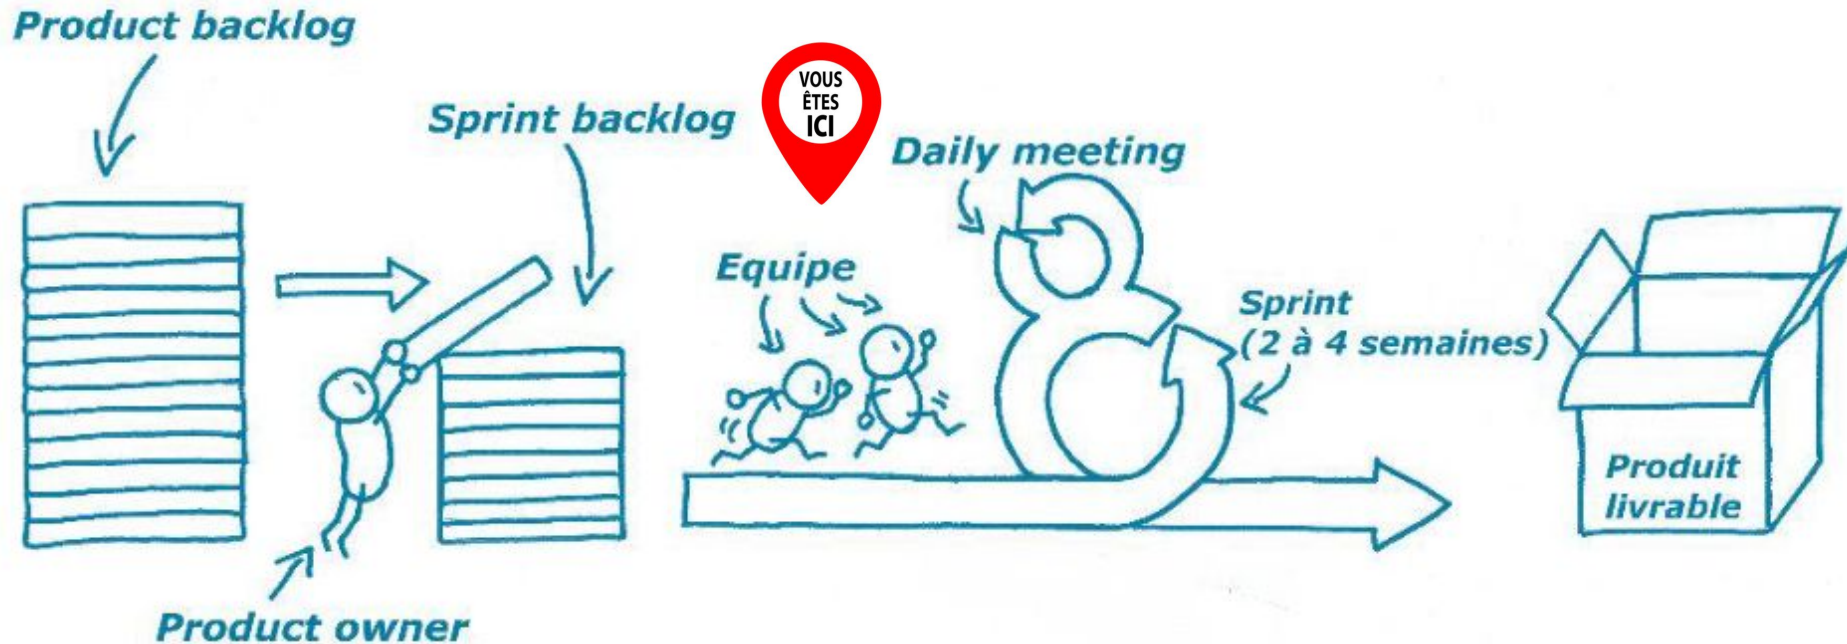 Product backlog
Sprint backlog
VOUS
ÊTES
ICI
Daily meeting
Equipe
Sprint
(2 à 4 semaines)
Produit
livrable
Product owner